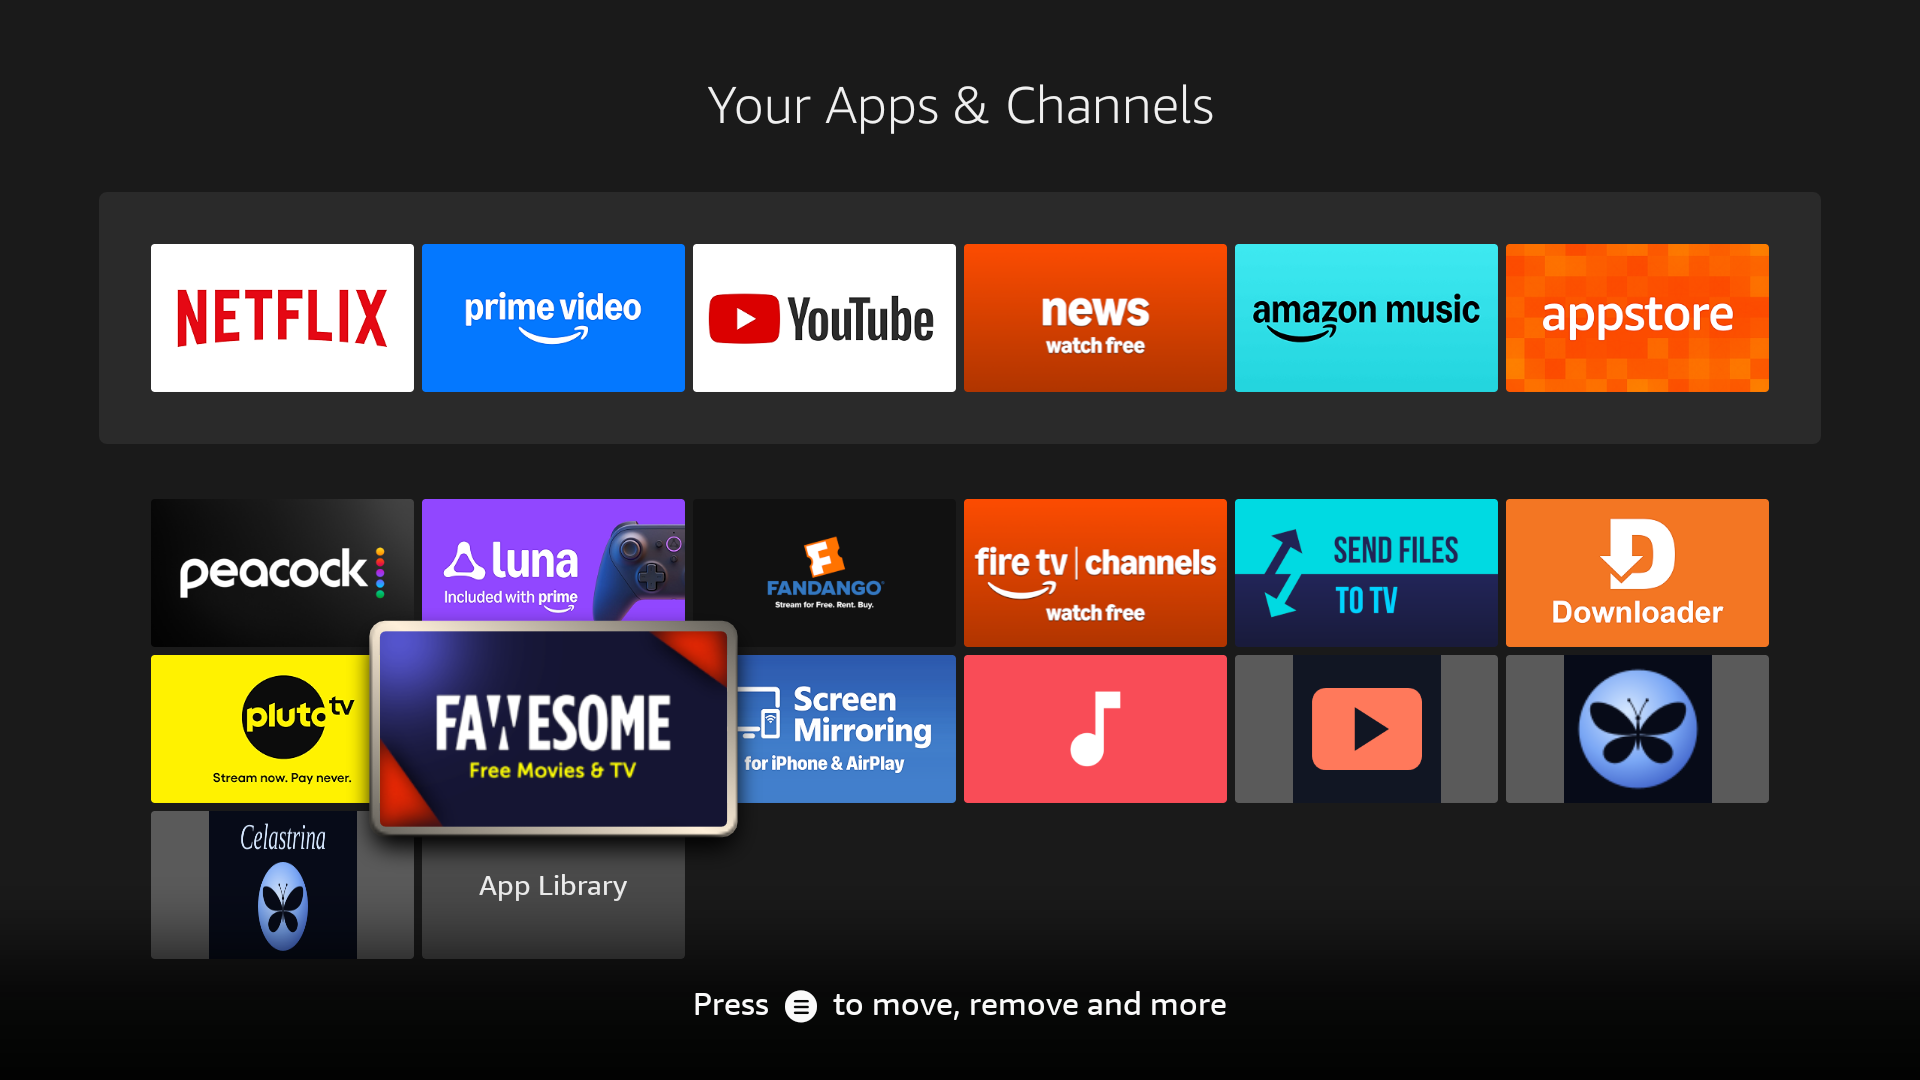 Your Apps & Channels
NETFLIX
prime video
YouTube
news
watch free
amazon music
appstore
peacock
luna
Included with prime
FANDANGO
Stream for Free. Rent. Buy.
fire tv | channels
watch free
SEND FILES
TO TV
Downloader
pluto tv
Stream now. Pay never.
FAWESOME
Free Movies & TV
Screen
Mirroring
for iPhone & AirPlay
Celastrina
App Library
Press to move, remove and more